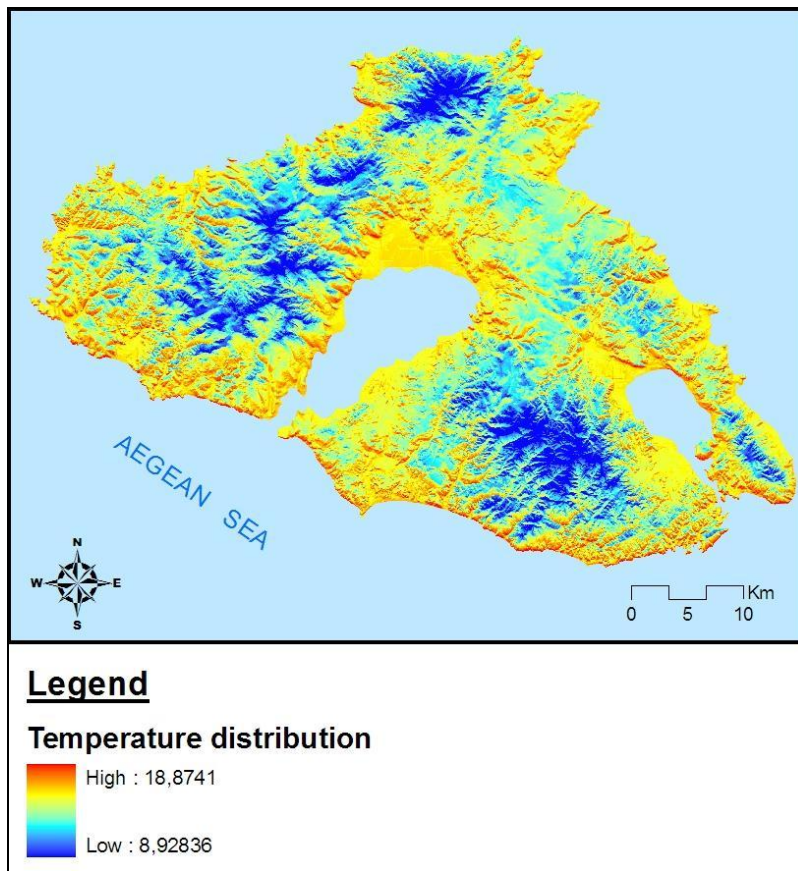 AEGEAN SEA
N
W E
S
Km
0 5 10
Legend
Temperature distribution
High : 18,8741
Low : 8,92836